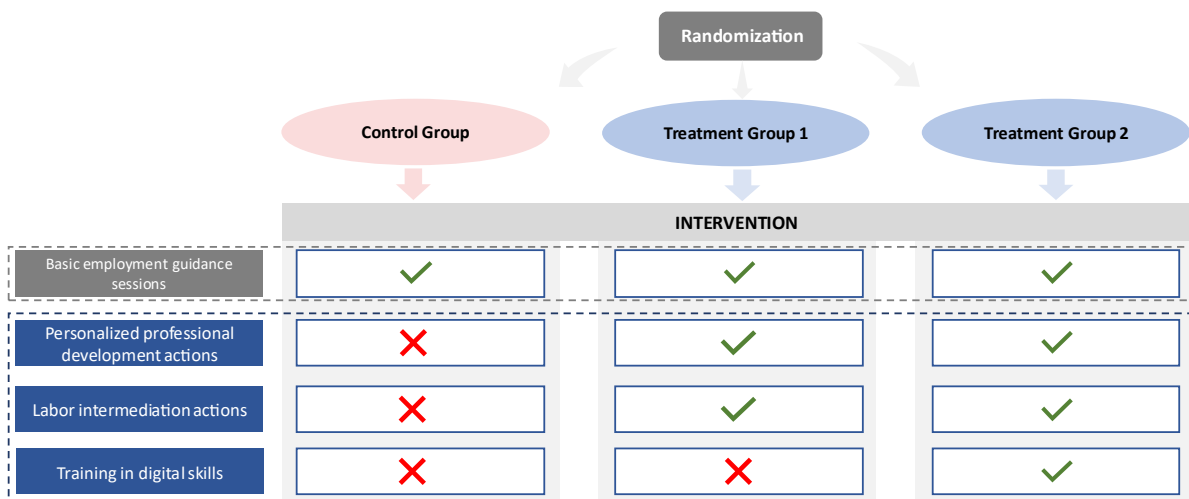 Randomization
Control Group
Treatment Group 1
Treatment Group 2
INTERVENTION
Basic employment guidance
sessions
Personalized professional
development actions
Labor intermediation actions
Training in digital skills